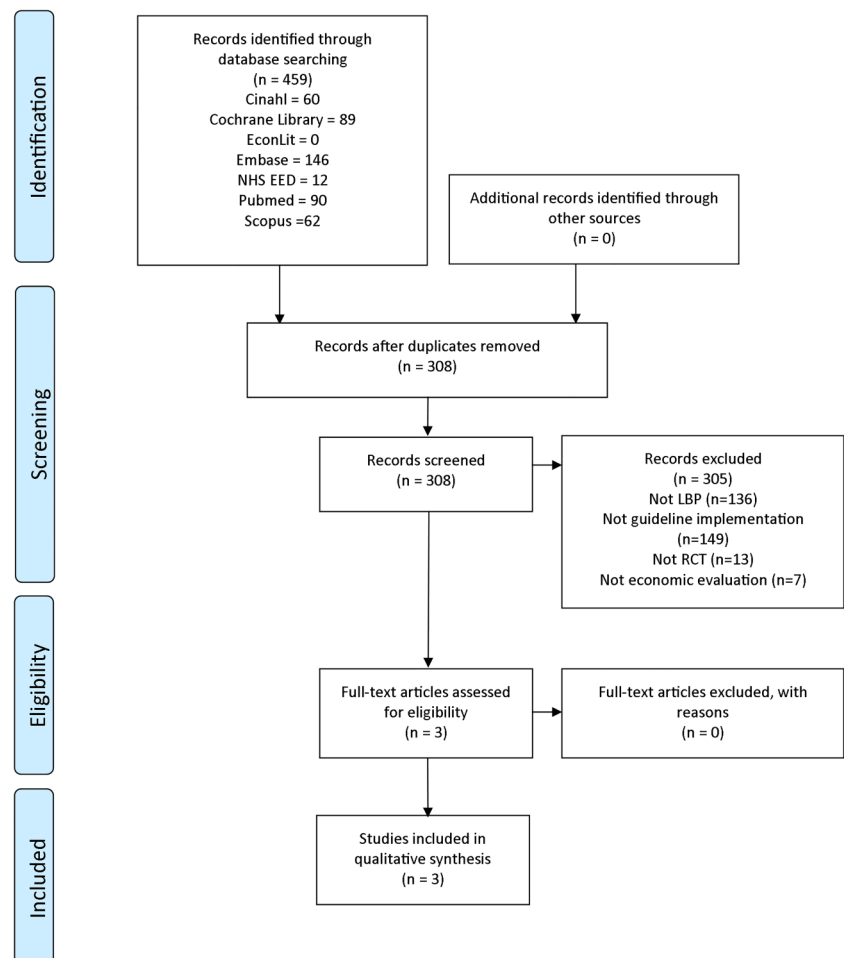 Identification
Records identified through
database searching
(n = 459)
Cinahl = 60
Cochrane Library = 89
EconLit = 0
Embase = 146
NHS EED = 12
Pubmed = 90
Scopus =62
Additional records identified through
other sources
(n = 0)
Screening
Records after duplicates removed
(n = 308)
Records screened
(n = 308)
Records excluded
(n = 305)
Not LBP (n=136)
Not guideline implementation
(n=149)
Not RCT (n=13)
Not economic evaluation (n=7)
Eligibility
Full-text articles assessed
for eligibility
(n = 3)
Full-text articles excluded, with
reasons
(n = 0)
Included
Studies included in
qualitative synthesis
(n = 3)